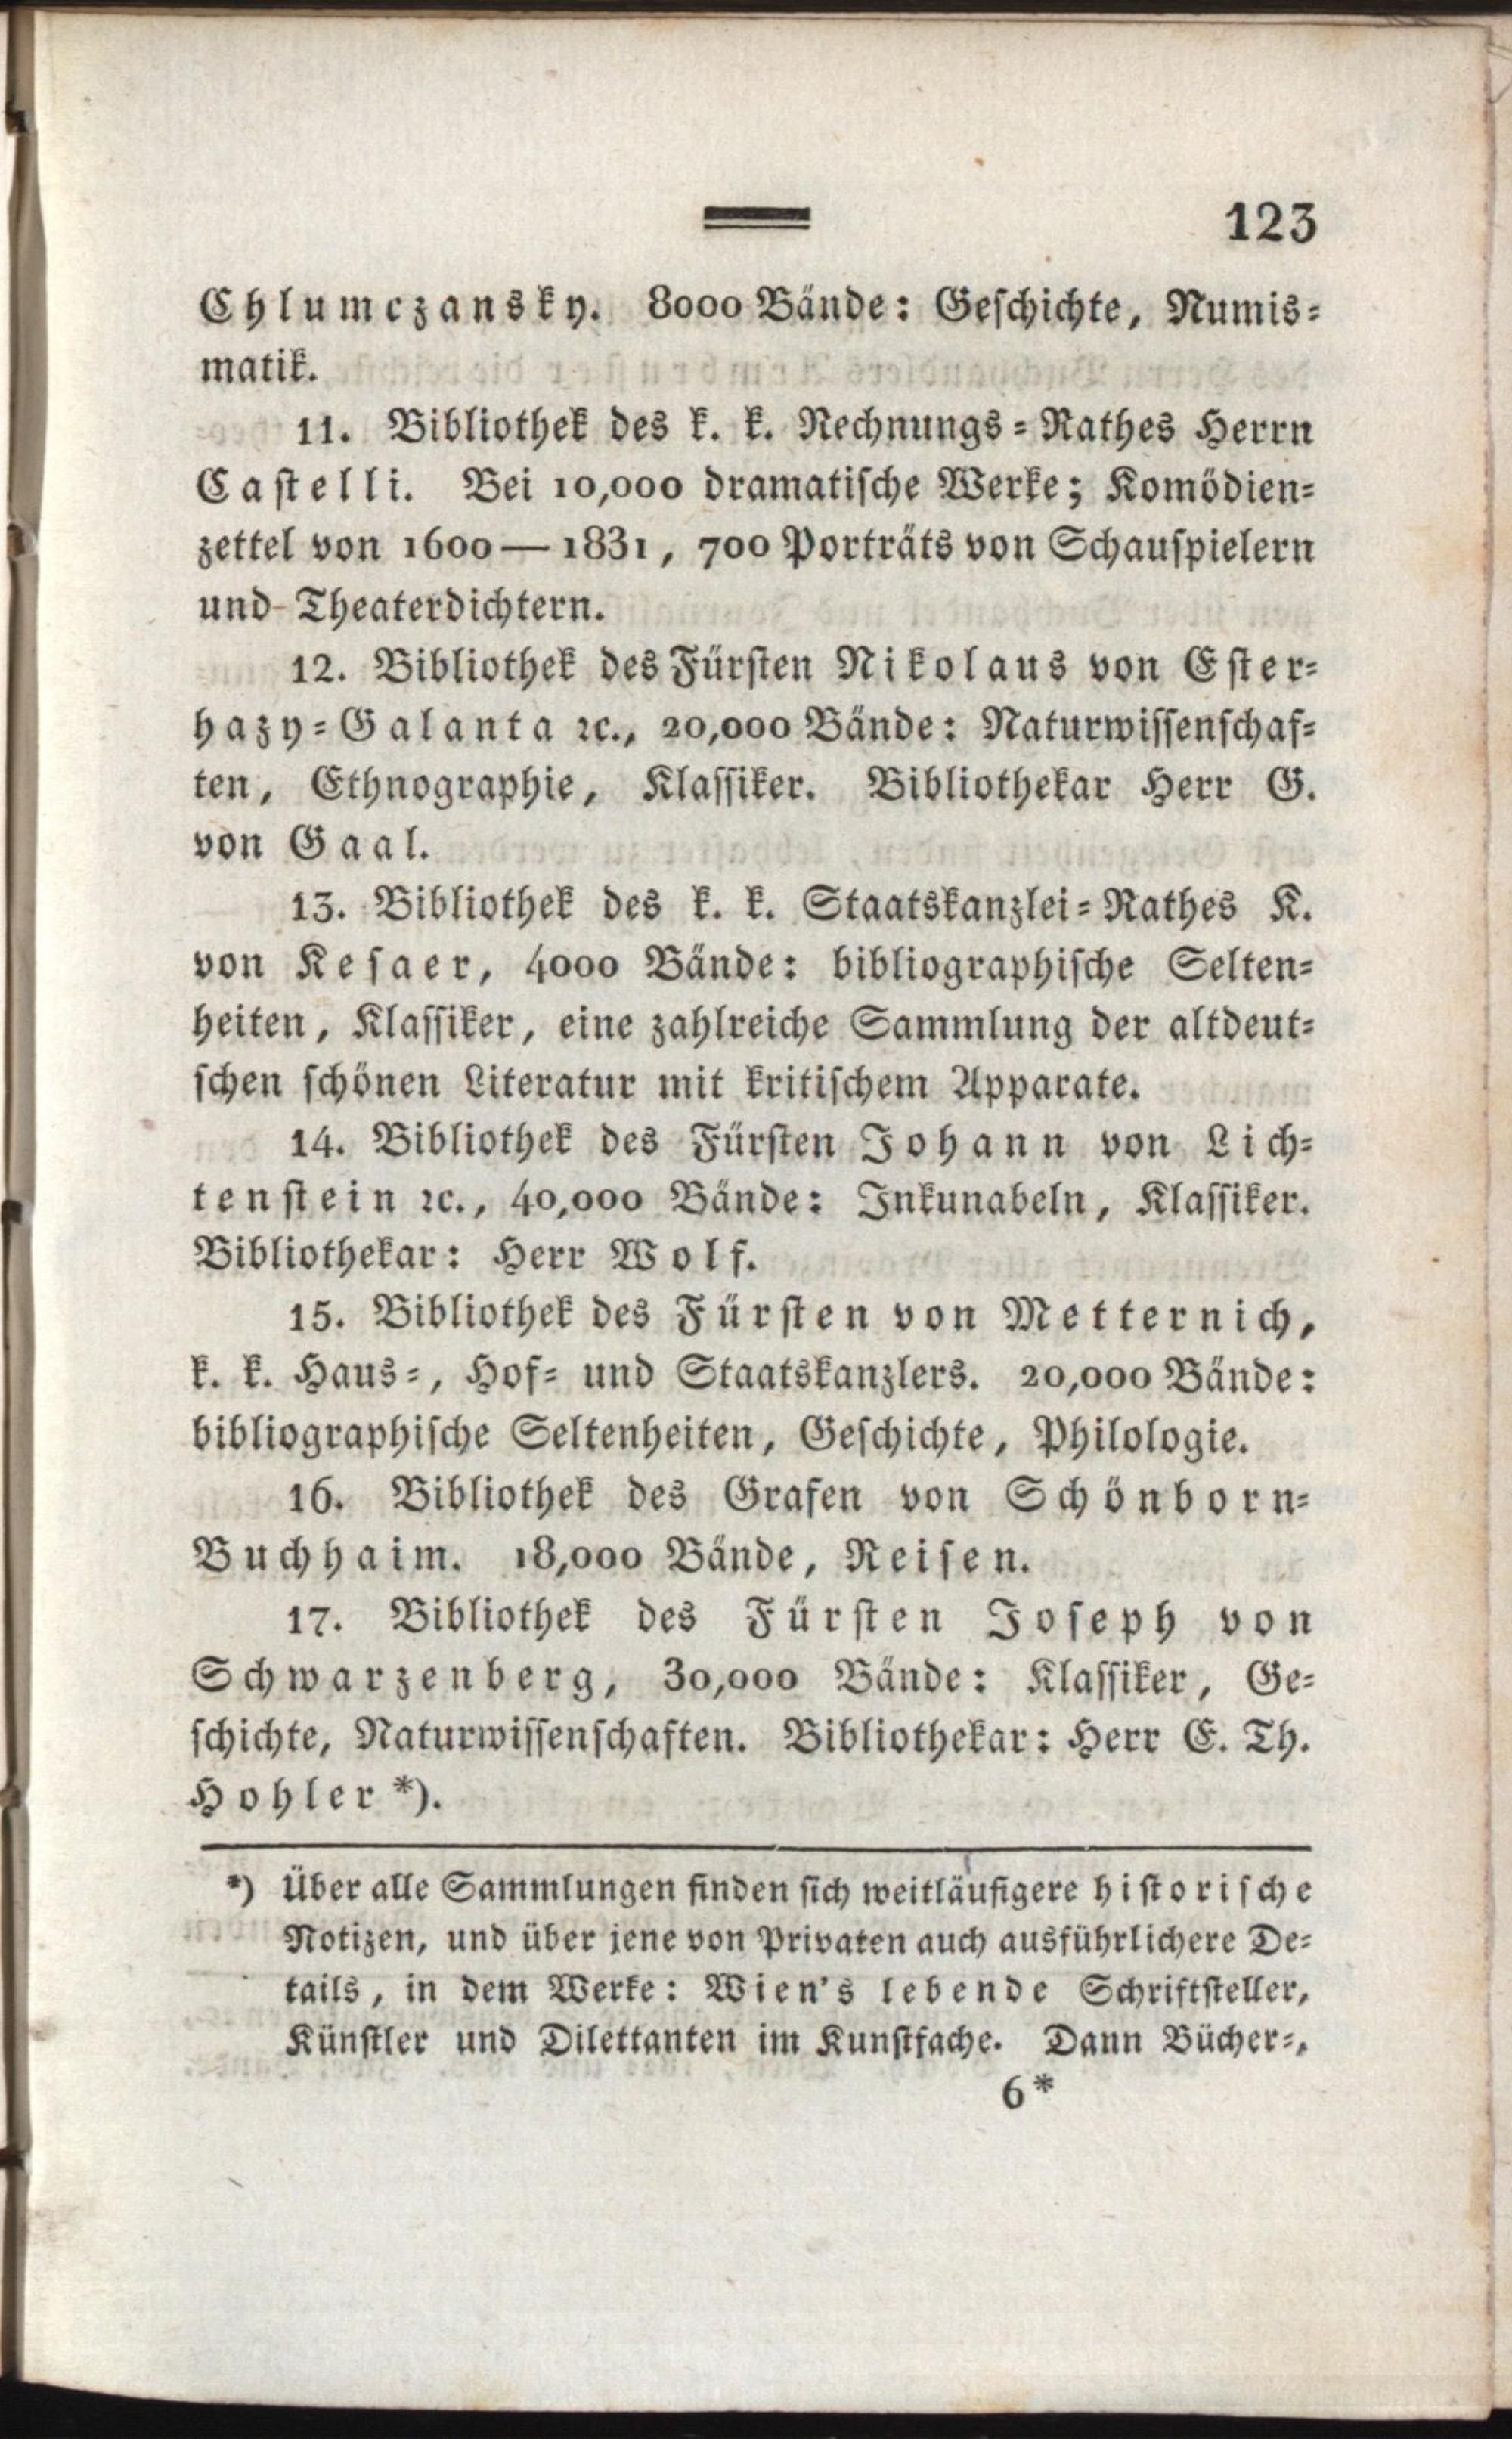 123
Chlumczansky. 8000 Bände: Geschichte, Numis-
matik.
11. Bibliothek des k. k. Rechnungs-Rathes Herrn
Castelli. Bei 10,000 dramatische Werke; Komödien-
zettel von 1600—1831, 700 Porträts von Schauspielern
und Theaterdichtern.
12. Bibliothek des Fürsten Nikolaus von Ester-
hazy-Galanta ꝛc., 20,000 Bände: Naturwissenschaf-
ten, Ethnographie, Klassiker. Bibliothekar Herr G.
von Gaal.
13. Bibliothek des k. k. Staatskanzlei-Rathes K.
von Kesaer, 4000 Bände: bibliographische Selten-
heiten, Klassiker, eine zahlreiche Sammlung der altdeut-
schen schönen Literatur mit kritischem Apparate.
14. Bibliothek des Fürsten Johann von Lich-
tenstein ꝛc., 40,000 Bände: Inkunabeln, Klassiker.
Bibliothekar: Herr Wolf.
15. Bibliothek des Fürsten von Metternich,
k. k. Haus-, Hof- und Staatskanzlers. 20,000 Bände:
bibliographische Seltenheiten, Geschichte, Philologie.
16. Bibliothek des Grafen von Schönborn-
Buchhaim. 18,000 Bände, Reisen.
17. Bibliothek des Fürsten Joseph von
Schwarzenberg, 30,000 Bände: Klassiker, Ge-
schichte, Naturwissenschaften. Bibliothekar: Herr E. Th.
Hohler *).
*) Über alle Sammlungen finden sich weitläufigere historische
Notizen, und über jene von Privaten auch ausführlichere De-
tails, in dem Werke: Wien's lebende Schriftsteller,
Künstler und Dilettanten im Kunstfache. Dann Bücher-,
6*